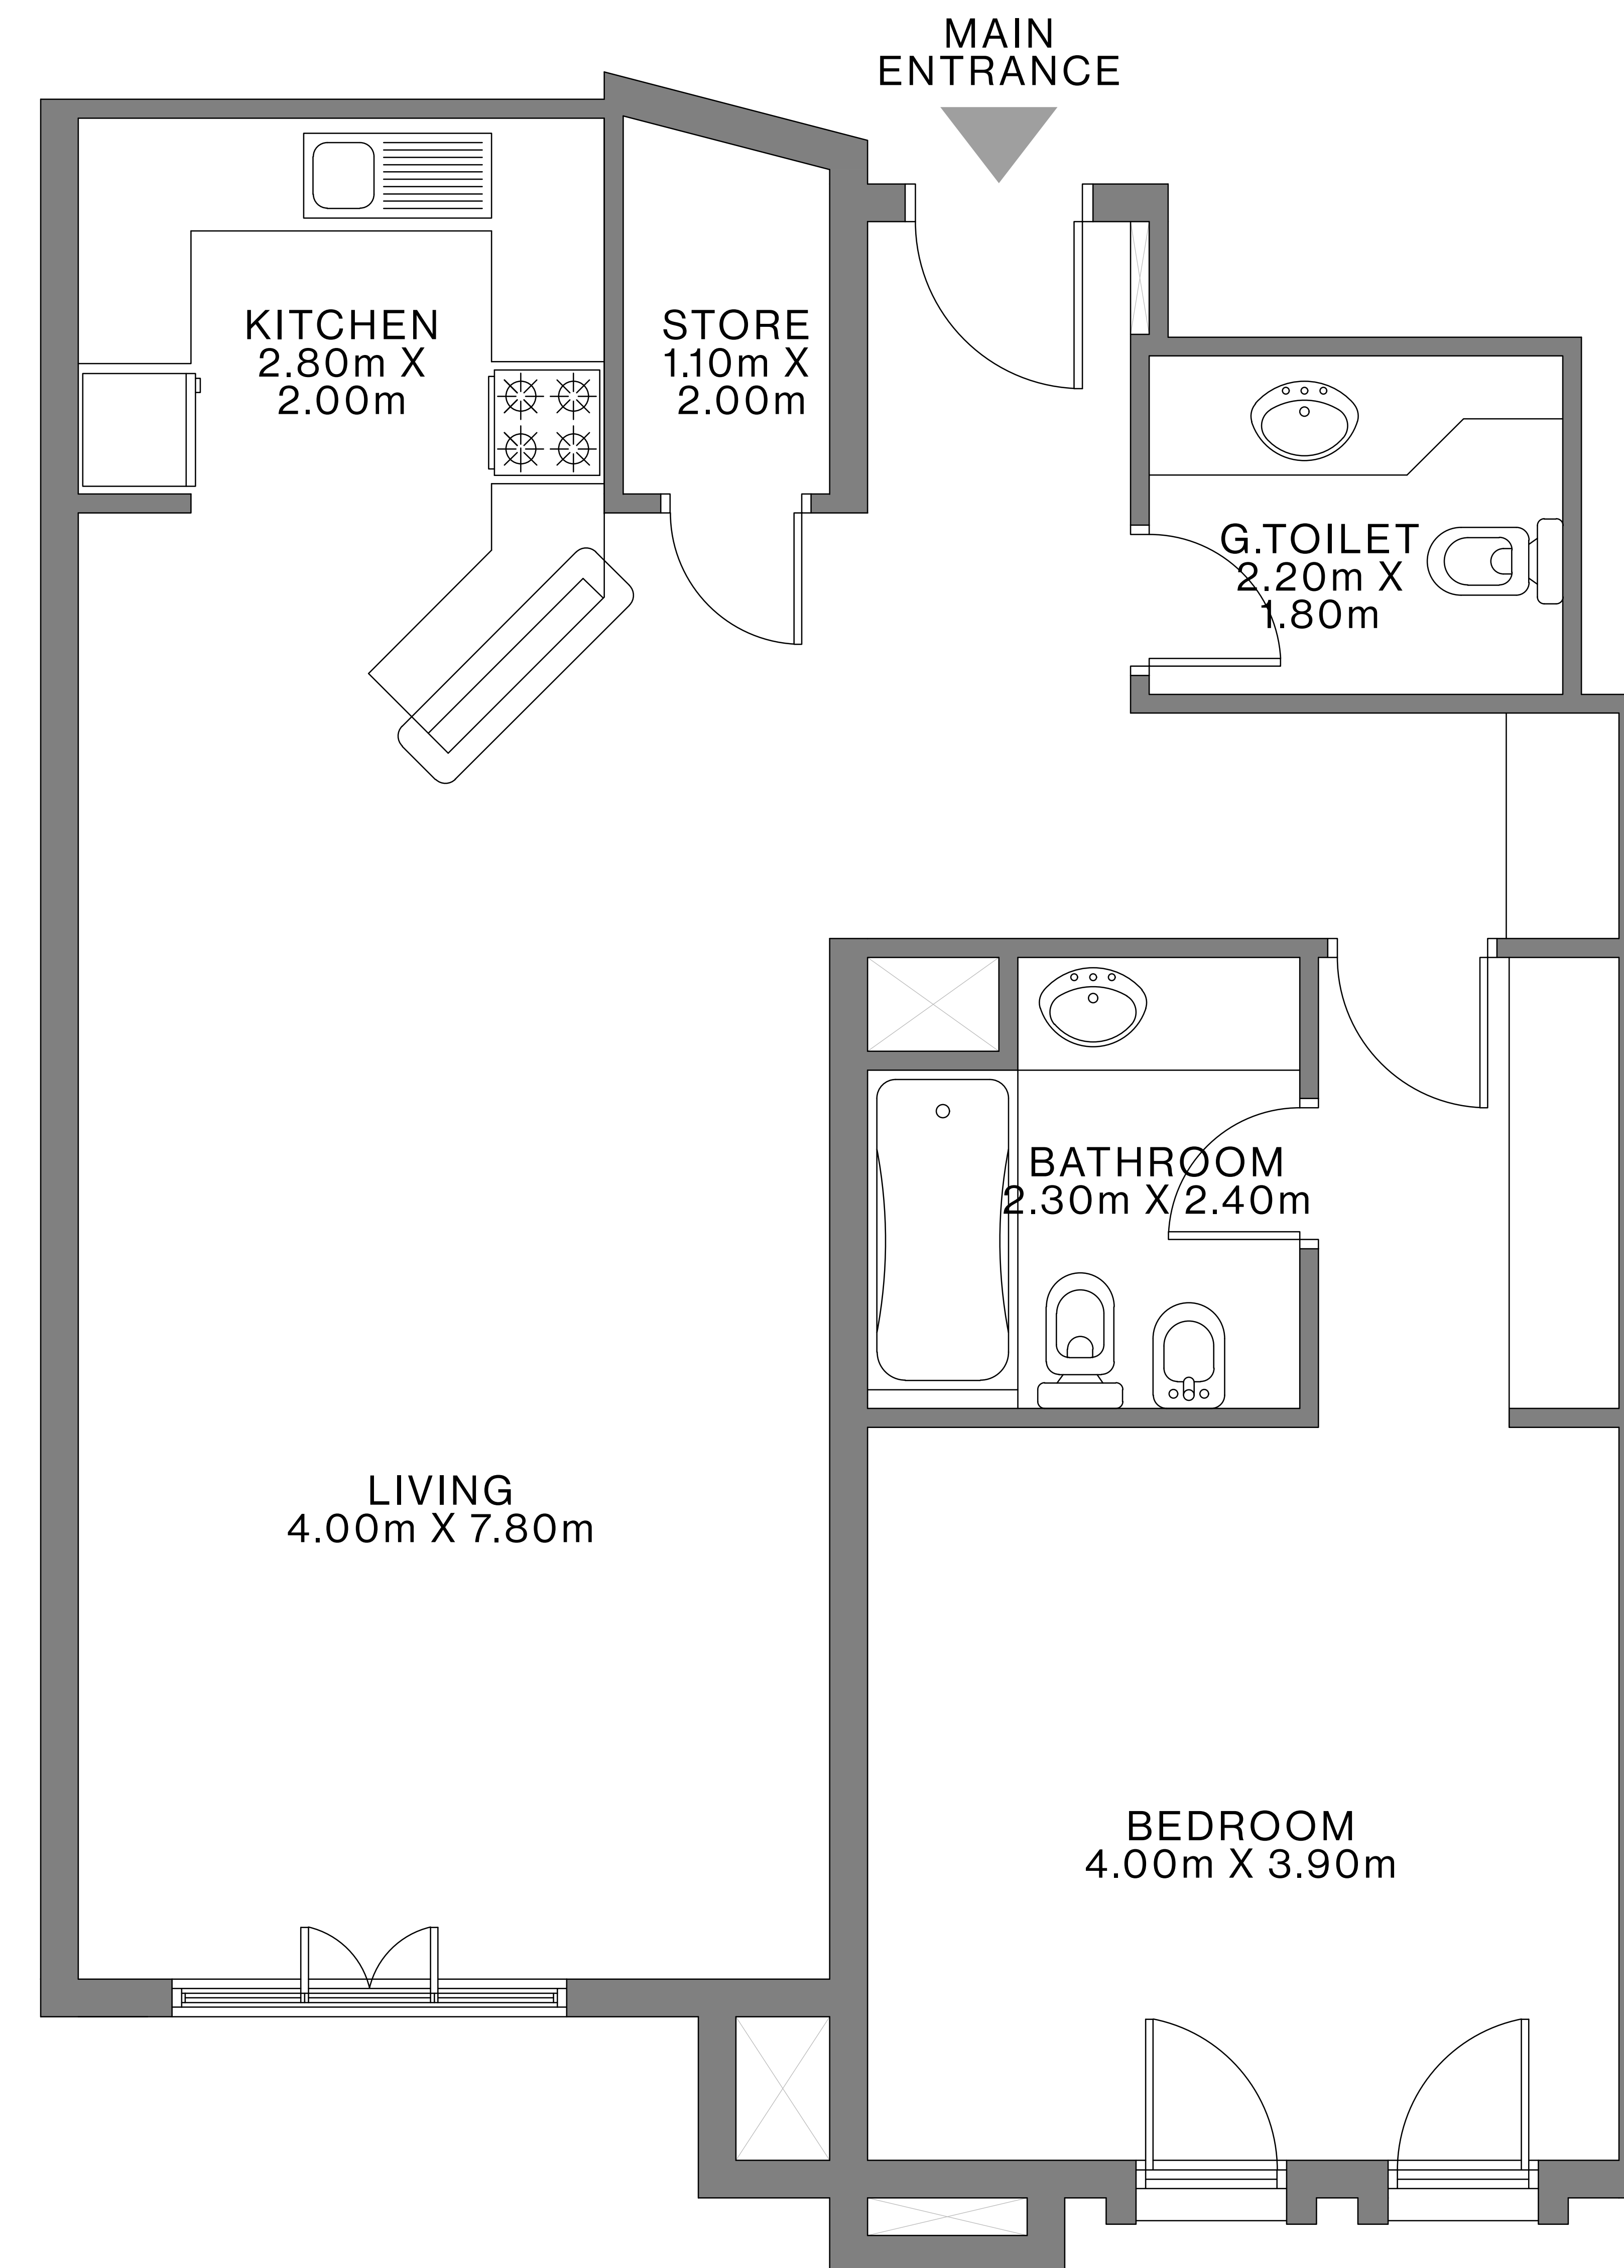 MAIN
ENTRANCE
KITCHEN
2.80m X
2.00m
STORE
1.10m X
2.00m
G.TOILET
2.20m X
1.80m
BATHROOM
2.30m X 2.40m
LIVING
4.00m X 7.80m
BEDROOM
4.00m X 3.90m